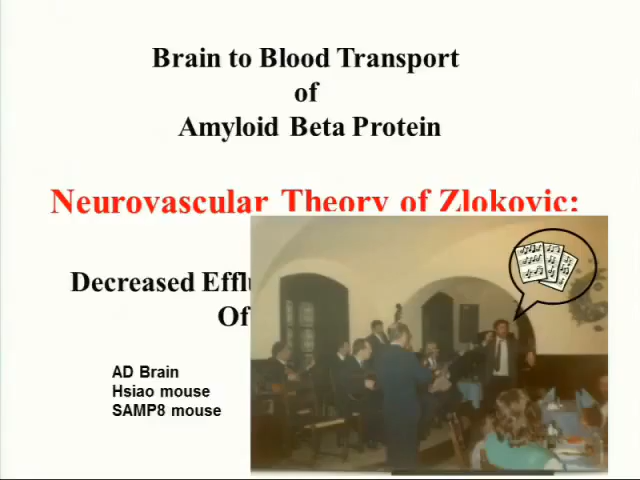 Brain to Blood Transport
of
Amyloid Beta Protein
Neurovascular Theory of Zlokovic:
Decreased
Of
AD Brain
Hsiao mouse
SAMP8 mouse